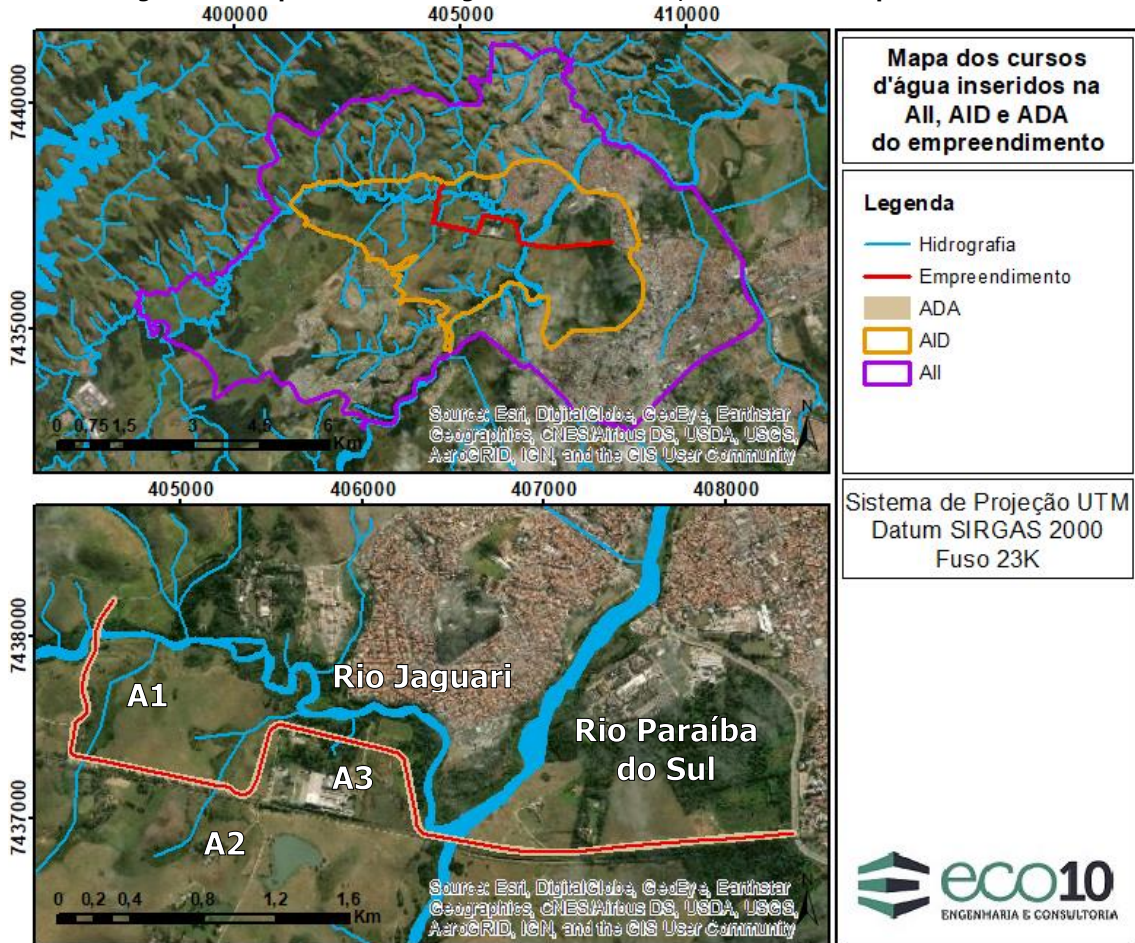 400000 405000 410000
7440000
7435000
0 0,75 1,5 3 4,5 6
Km
Source: Esri, DigitalGlobe, GeoEye, Earthstar
Geographics, CNES/Airbus DS, USDA, USGS,
AeroGRID, IGN, and the GIS User Community
N
405000 406000 407000 408000
7438000
7437000
Rio Jaguari
A1
Rio Paraíba
do Sul
A3
A2
0 0,2 0,4 0,8 1,2 1,6
Km
Source: Esri, DigitalGlobe, GeoEye, Earthstar
Geographics, CNES/Airbus DS, USDA, USGS,
AeroGRID, IGN, and the GIS User Community
Mapa dos cursos
d'água inseridos na
AII, AID e ADA
do empreendimento
Legenda
Hidrografia
Empreendimento
ADA
AID
AII
Sistema de Projeção UTM
Datum SIRGAS 2000
Fuso 23K
eco10
ENGENHARIA E CONSULTORIA